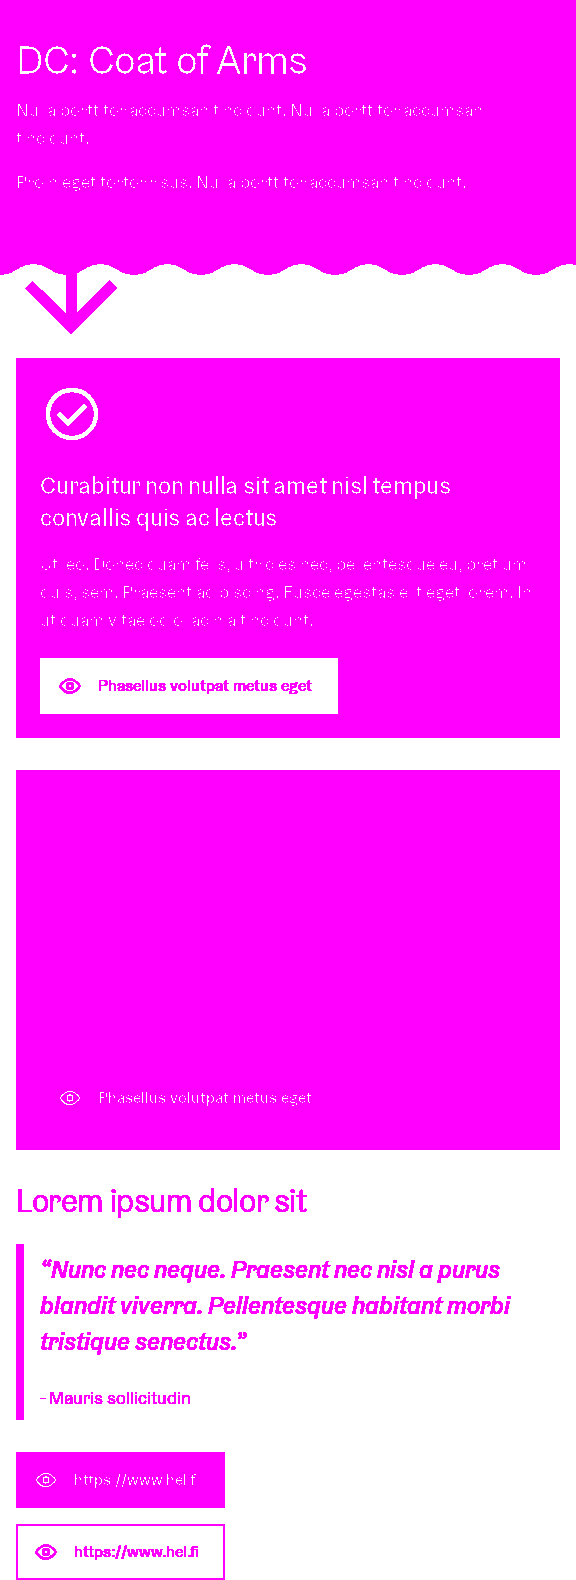 DC: Coat of Arms
Nulla porttitor accumsan tincidunt. Nulla porttitor accumsan
tincidunt.
Proin eget tortor risus. Nulla porttitor accumsan tincidunt.
Curabitur non nulla sit amet nisl tempus
convallis quis ac lectus
Ut leo. Donec quam felis, ultricies nec, pellentesque eu, pretium
quis, sem. Praesent adipiscing. Fusce egestas elit eget lorem. In
ut quam vitae odio lacinia tincidunt.
Phasellus volutpat metus eget
Phasellus volutpat metus eget
Lorem ipsum dolor sit
“Nunc nec neque. Praesent nec nisl a purus
blandit viverra. Pellentesque habitant morbi
tristique senectus.”
- Mauris sollicitudin
https://www.hel.fi
https://www.hel.fi